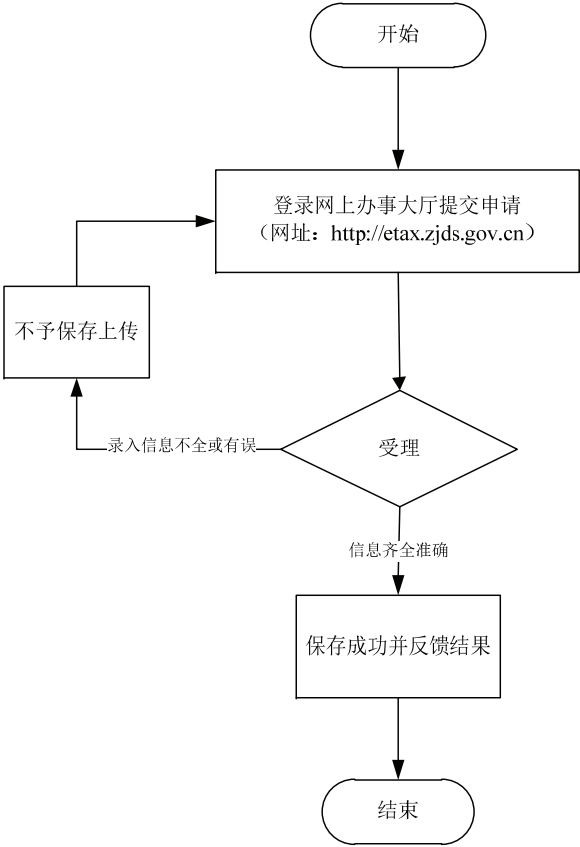 开始
登录网上办事大厅提交申请
（网址：http://etax.zjds.gov.cn）
不予保存上传
录入信息不全或有误
受理
信息齐全准确
保存成功并反馈结果
结束